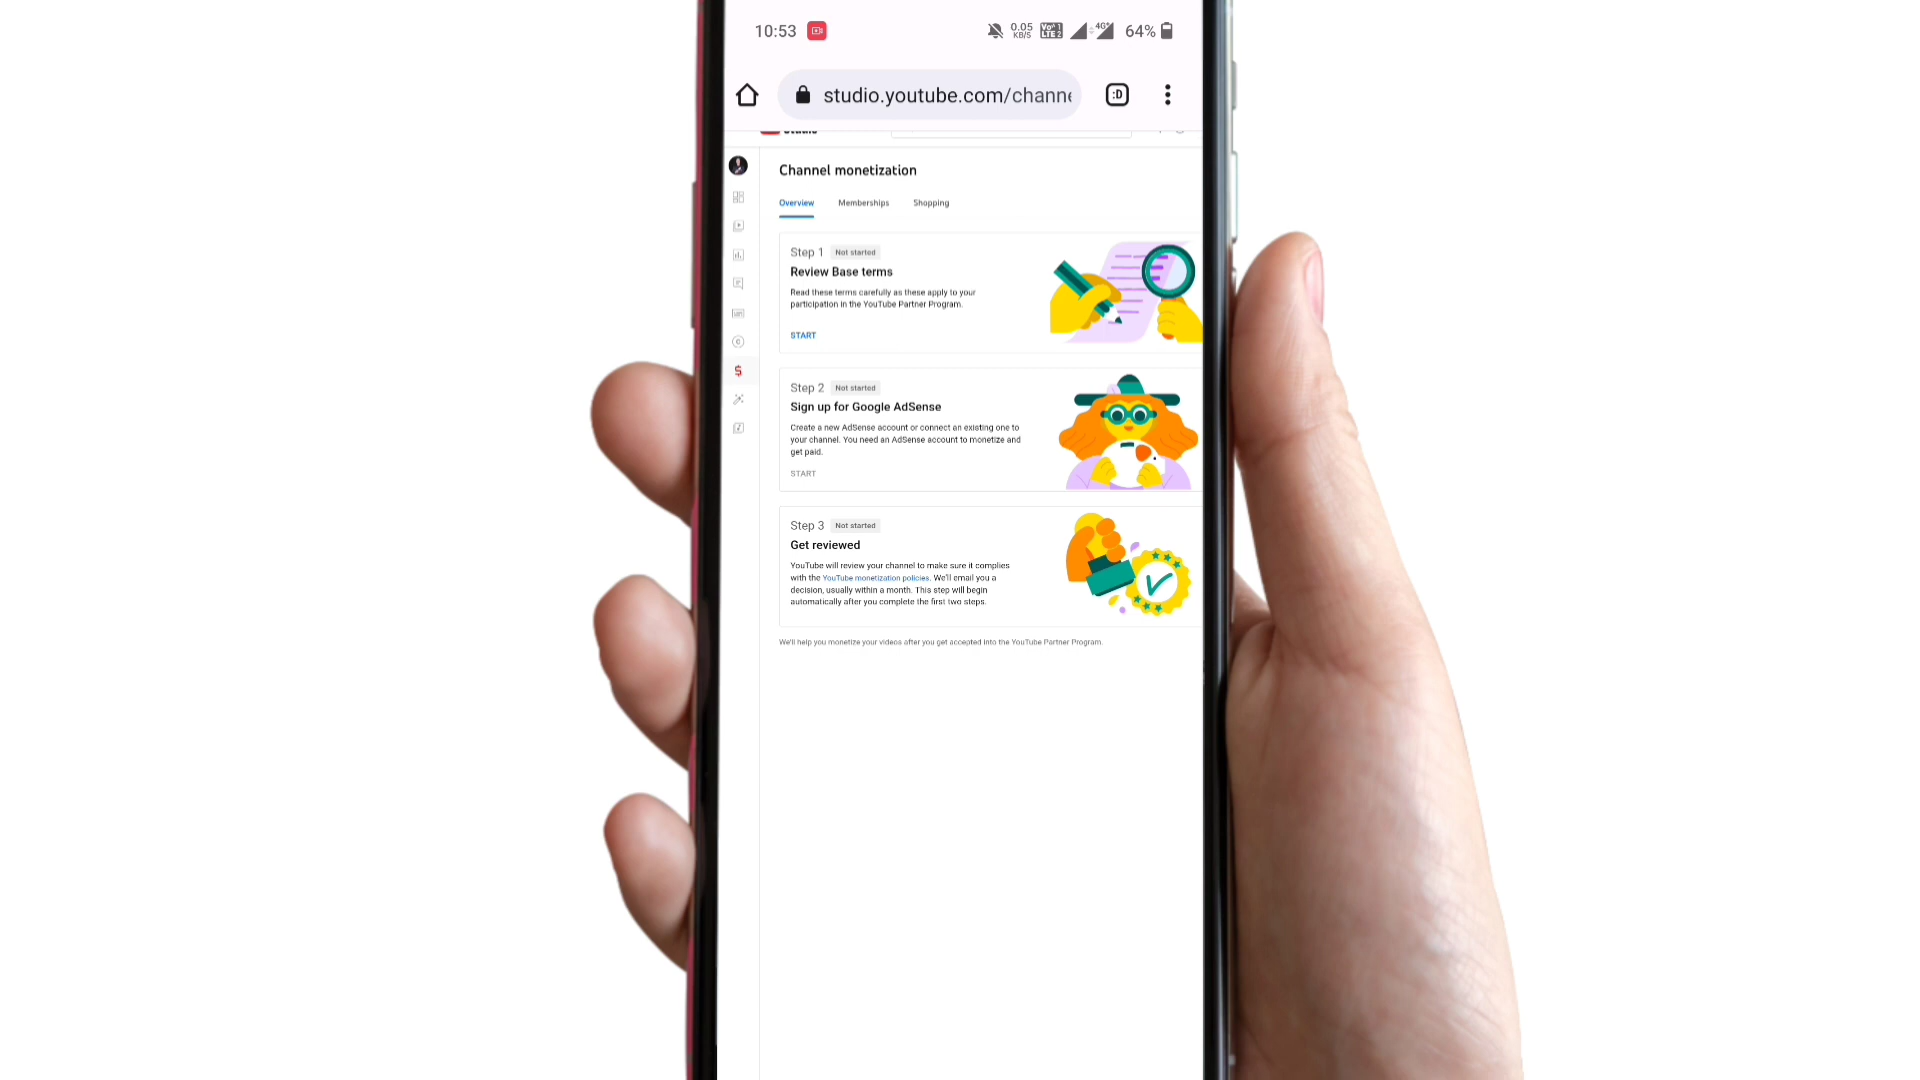 10:53
0.05 KB/S
Vo 1 LTE 2
4G+
64%
studio.youtube.com/channe
:D
Studio
Channel monetization
Overview Memberships Shopping
Step 1 Not started
Review Base terms
Read these terms carefully as these apply to your
participation in the YouTube Partner Program.
START
Step 2 Not started
Sign up for Google AdSense
Create a new AdSense account or connect an existing one to
your channel. You need an AdSense account to monetize and
get paid.
START
Step 3 Not started
Get reviewed
YouTube will review your channel to make sure it complies
with the YouTube monetization policies. We'll email you a
decision, usually within a month. This step will begin
automatically after you complete the first two steps.
We'll help you monetize your videos after you get accepted into the YouTube Partner Program.